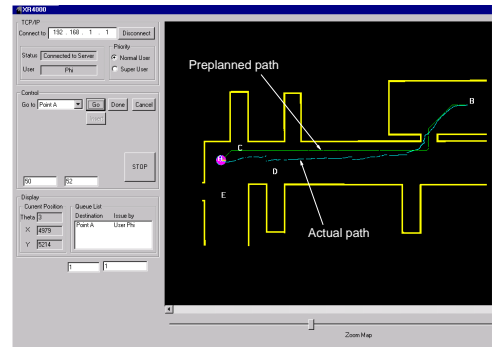 XR4000
TCP/IP
Connect to 192 . 168 . 1 . 1 Disconnect
Status Connected to Server
User Phi
Priority
Normal User
Super User
Control
Go to Point A Go Done Cancel
Insert
STOP
50 52
Display
Current Position
Theta 3
X 4979
Y 5214
Queue List
Destination Issue by
Point A User Phi
1 1
Preplanned path
B
C
D
E
Actual path
Zoom Map